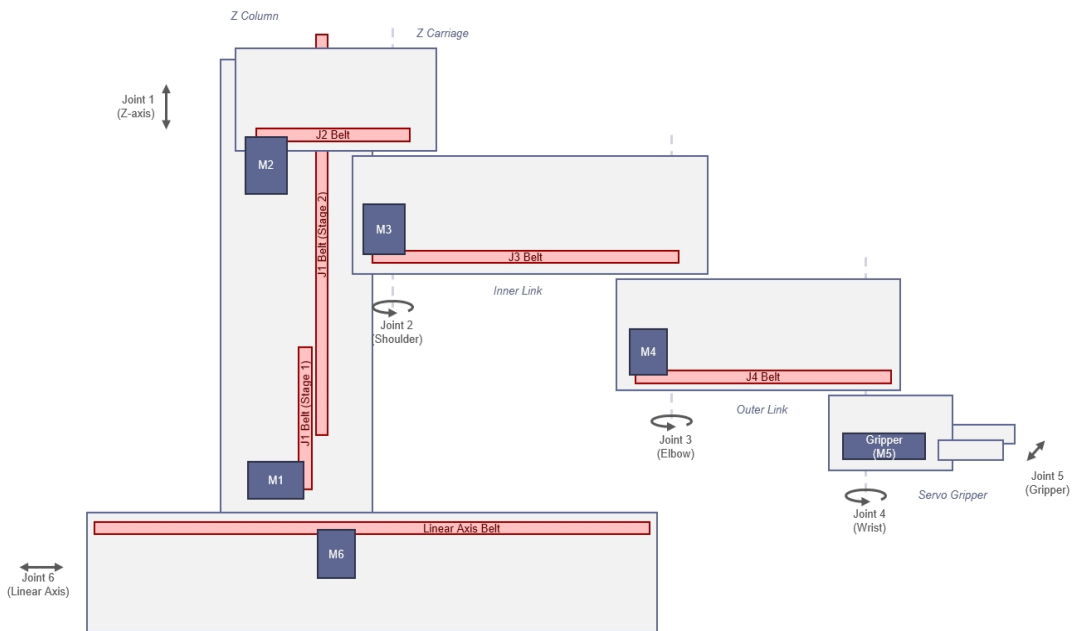 Z Column
Z Carriage
Joint 1
(Z-axis)
J2 Belt
M2
J1 Belt (Stage 2)
M3
J3 Belt
Inner Link
Joint 2
(Shoulder)
M4
J4 Belt
J1 Belt (Stage 1)
Outer Link
Joint 3
(Elbow)
Gripper
(M5)
Joint 5
(Gripper)
M1
Servo Gripper
Joint 4
(Wrist)
Linear Axis Belt
M6
Joint 6
(Linear Axis)